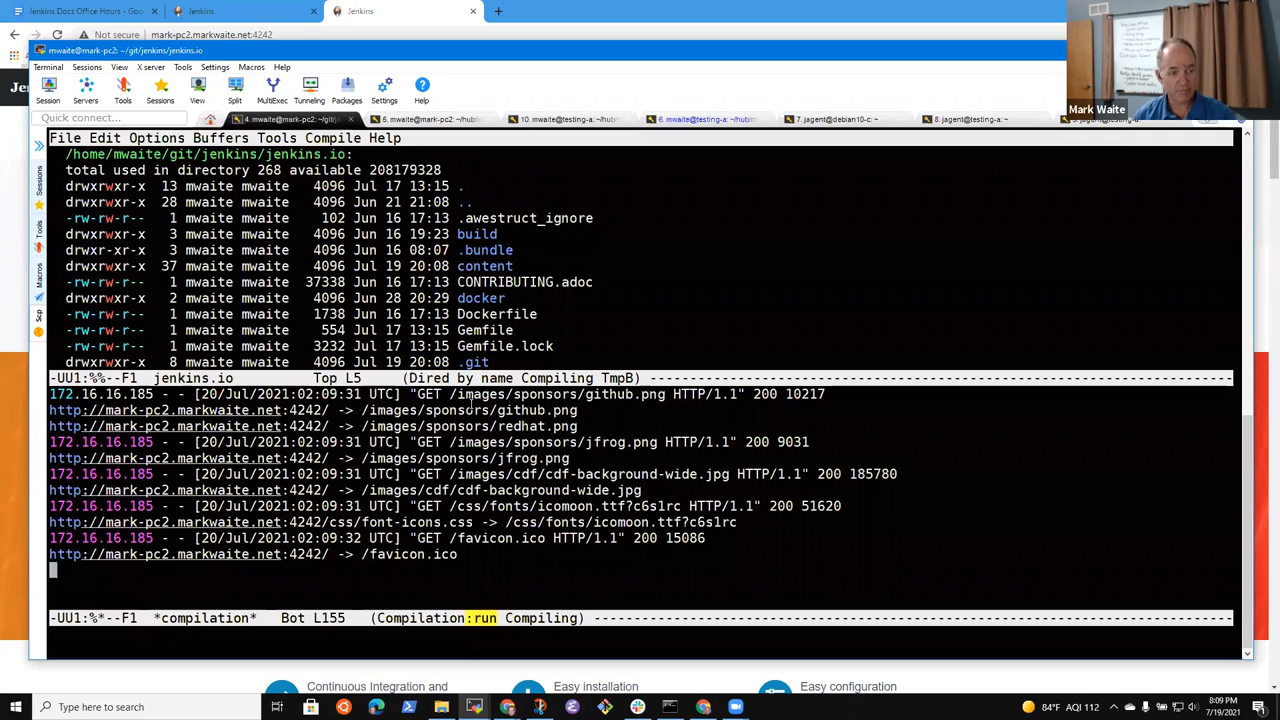 Jenkins Docs Office Hours - Goo
Jenkins
Jenkins
Not secure
mark-pc2.markwaite.net:4242
mwaite@mark-pc2: ~/git/jenkins/jenkins.io
Terminal Sessions View X server Tools Settings Macros Help
Session Servers Tools Sessions View Split MultiExec Tunneling Packages Settings Help
Quick connect...
4. mwaite@mark-pc2: ~/git/j
5. mwaite@mark-pc2: ~/hub/m
10. mwaite@testing-a: ~/hub/
6. mwaite@testing-a: ~/hub/m
7. jagent@debian10-c: ~
8. jagent@testing-a: ~
Mark Waite
Sessions
Tools
Macros
Scp
File Edit Options Buffers Tools Compile Help
/home/mwaite/git/jenkins/jenkins.io:
total used in directory 268 available 208179328
drwxrwxr-x 13 mwaite mwaite 4096 Jul 17 13:15 .
drwxrwxr-x 28 mwaite mwaite 4096 Jun 21 21:08 ..
-rw-rw-r-- 1 mwaite mwaite 102 Jun 16 17:13 .awestruct_ignore
drwxrwxr-x 3 mwaite mwaite 4096 Jun 16 19:23 build
drwxr-xr-x 3 mwaite mwaite 4096 Jun 16 08:07 .bundle
drwxrwxr-x 37 mwaite mwaite 4096 Jul 19 20:08 content
-rw-rw-r-- 1 mwaite mwaite 37338 Jun 16 17:13 CONTRIBUTING.adoc
drwxrwxr-x 2 mwaite mwaite 4096 Jun 28 20:29 docker
-rw-rw-r-- 1 mwaite mwaite 1738 Jun 16 17:13 Dockerfile
-rw-rw-r-- 1 mwaite mwaite 554 Jul 17 13:15 Gemfile
-rw-rw-r-- 1 mwaite mwaite 3232 Jul 17 13:15 Gemfile.lock
drwxrwxr-x 8 mwaite mwaite 4096 Jul 19 20:08 .git
-UU1:%%--F1 jenkins.io Top L5 (Dired by name Compiling TmpB) ----------
172.16.16.185 - - [20/Jul/2021:02:09:31 UTC] "GET /images/sponsors/github.png HTTP/1.1" 200 10217
http://mark-pc2.markwaite.net:4242/ -> /images/sponsors/github.png
http://mark-pc2.markwaite.net:4242/ -> /images/sponsors/redhat.png
172.16.16.185 - - [20/Jul/2021:02:09:31 UTC] "GET /images/sponsors/jfrog.png HTTP/1.1" 200 9031
http://mark-pc2.markwaite.net:4242/ -> /images/sponsors/jfrog.png
172.16.16.185 - - [20/Jul/2021:02:09:31 UTC] "GET /images/cdf/cdf-background-wide.jpg HTTP/1.1" 200 185780
http://mark-pc2.markwaite.net:4242/ -> /images/cdf/cdf-background-wide.jpg
172.16.16.185 - - [20/Jul/2021:02:09:31 UTC] "GET /css/fonts/icomoon.ttf?c6s1rc HTTP/1.1" 200 51620
http://mark-pc2.markwaite.net:4242/css/font-icons.css -> /css/fonts/icomoon.ttf?c6s1rc
172.16.16.185 - - [20/Jul/2021:02:09:32 UTC] "GET /favicon.ico HTTP/1.1" 200 15086
http://mark-pc2.markwaite.net:4242/ -> /favicon.ico
-UU1:%*--F1 *compilation* Bot L155 (Compilation:run Compiling) ----------
Continuous Integration and
Easy installation
Easy configuration
Type here to search
84°F AQI 112
8:09 PM
7/19/2021